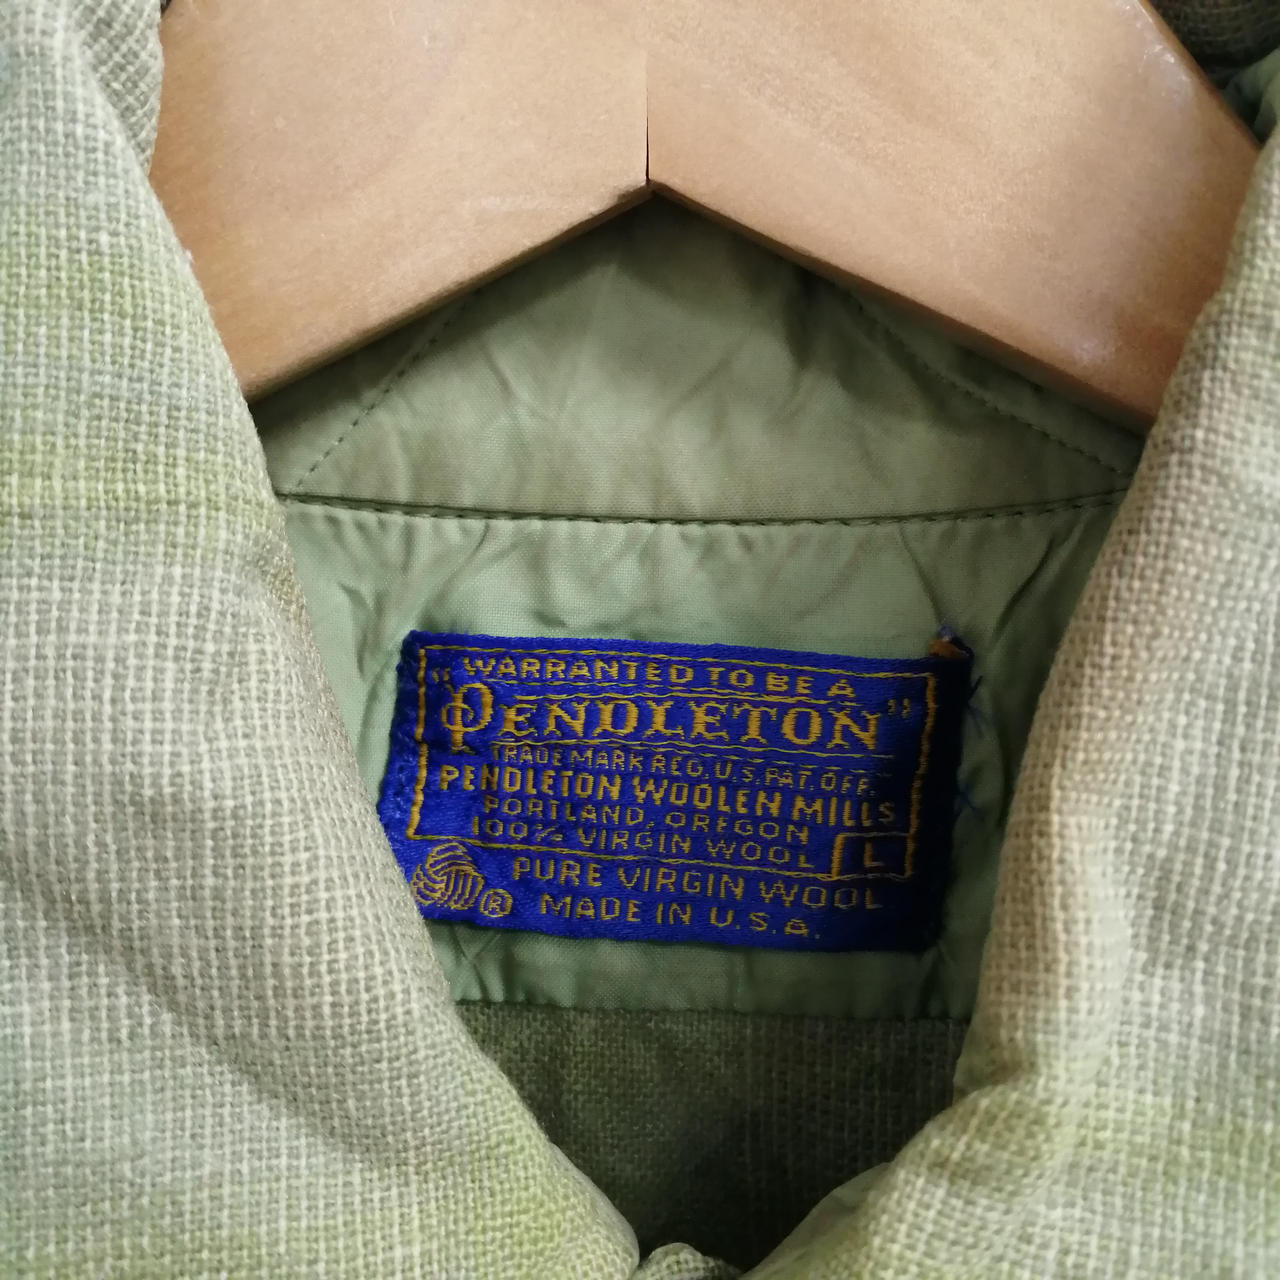 WARRANTED TO BE A
"PENDLETON"
TRADE MARK REG. U.S. PAT. OFF.
PENDLETON WOOLEN MILLS
PORTLAND, OREGON
100% VIRGIN WOOL L
PURE VIRGIN WOOL
® MADE IN U.S.A.